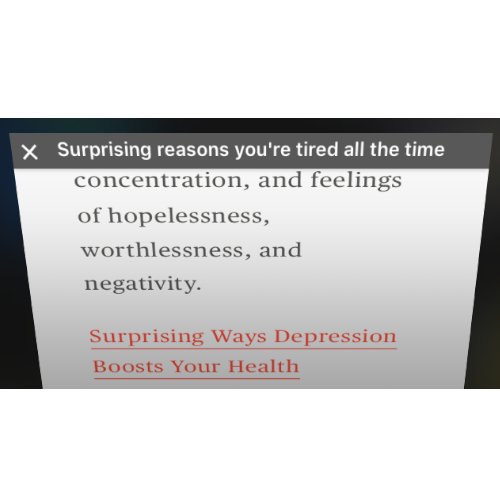 Surprising reasons you're tired all the time
concentration, and feelings
of hopelessness,
worthlessness, and
negativity.
Surprising Ways Depression
Boosts Your Health